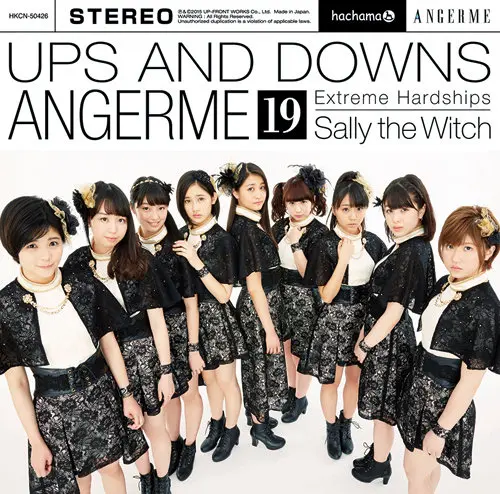 HKCN-50426
STEREO
℗&©2015 UP-FRONT WORKS Co., Ltd. Made in Japan.
WARNING : All Rights Reserved.
Unauthorized duplication is a violation of applicable laws.
hachama
ANGERME
UPS AND DOWNS
ANGERME
19
Extreme Hardships
Sally the Witch